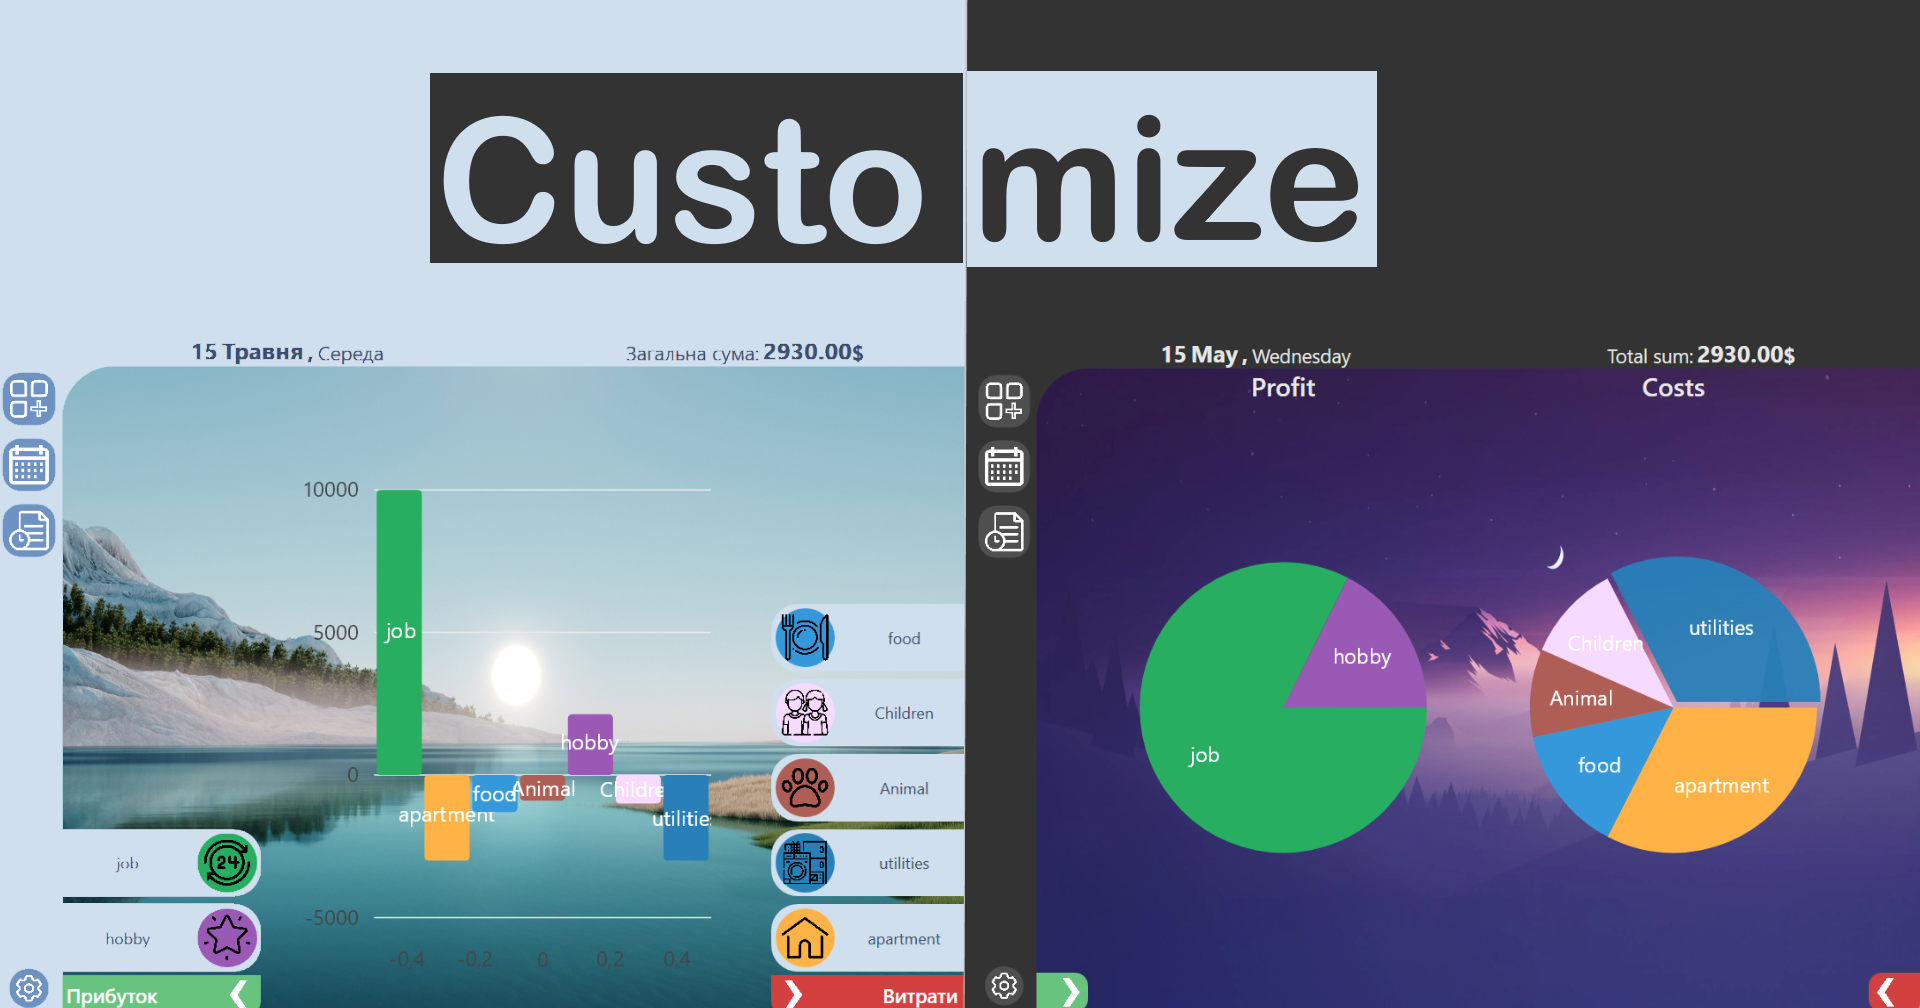 Customize
15 Травня , Середа
Загальна сума: 2930.00$
10000
5000
0
-5000
-0,4 -0,2 0 0,2 0,4
job
apartment
food
Animal
hobby
Childre
utilitie
food
Children
Animal
utilities
apartment
job
24
hobby
Прибуток
Витрати
15 May , Wednesday
Total sum: 2930.00$
Profit
Costs
hobby
job
utilities
Children
Animal
food
apartment